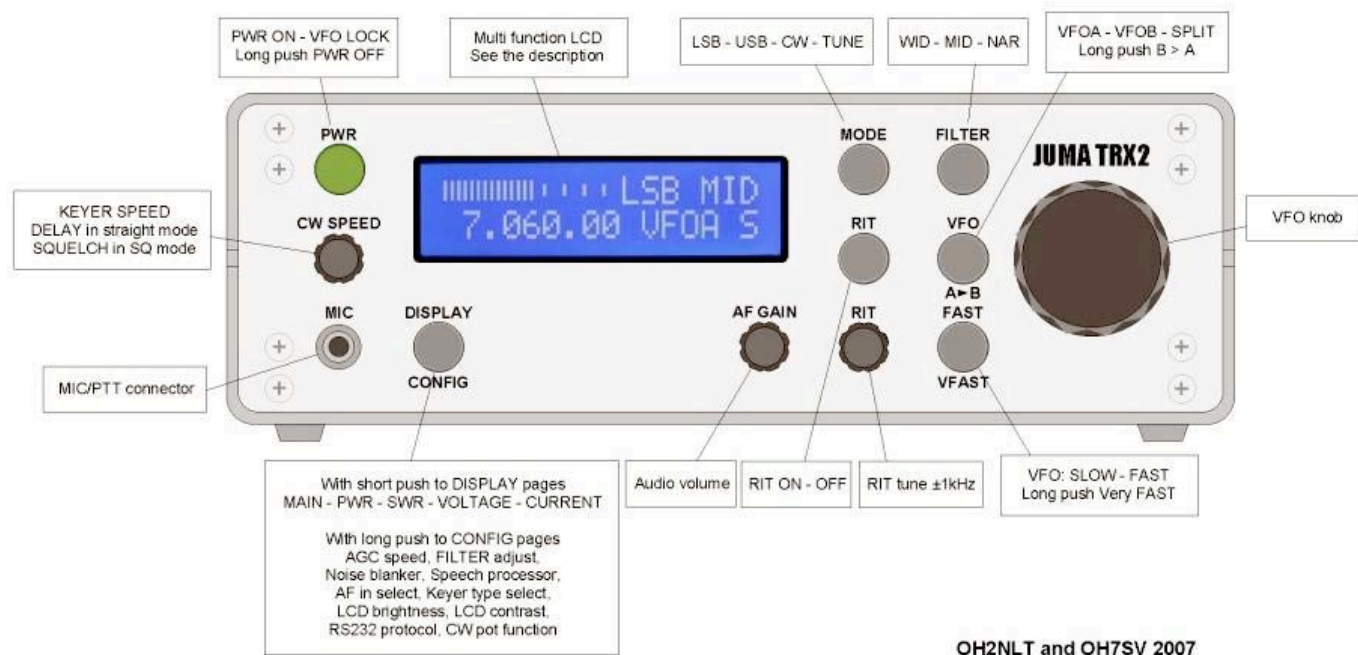 PWR ON - VFO LOCK
Long push PWR OFF
Multi function LCD
See the description
LSB - USB - CW - TUNE
WID - MID - NAR
VFOA - VFOB - SPLIT
Long push B > A
PWR
MODE
FILTER
JUMA TRX2
LSB MID
7.060.00 VFOA S
KEYER SPEED
DELAY in straight mode
SQUELCH in SQ mode
CW SPEED
RIT
VFO
A►B
VFO knob
MIC
DISPLAY
CONFIG
AF GAIN
RIT
FAST
VFAST
MIC/PTT connector
With short push to DISPLAY pages
MAIN - PWR - SWR - VOLTAGE - CURRENT
With long push to CONFIG pages
AGC speed, FILTER adjust,
Noise blanker, Speech processor,
AF in select, Keyer type select,
LCD brightness, LCD contrast,
RS232 protocol, CW pot function
Audio volume
RIT ON - OFF
RIT tune ±1kHz
VFO: SLOW - FAST
Long push Very FAST
OH2NLT and OH7SV 2007